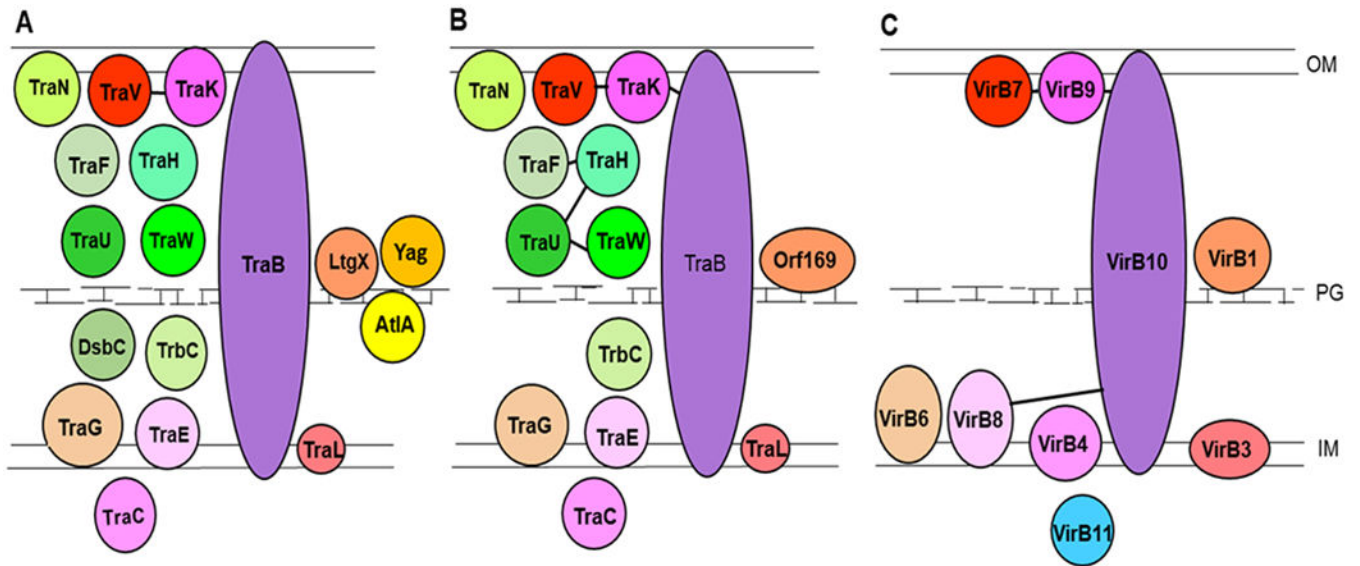 A
TraN
TraV
TraK
TraF
TraH
TraU
TraW
TraB
LtgX
Yag
AtlA
DsbC
TrbC
TraG
TraE
TraL
TraC
B
TraN
TraV
TraK
TraF
TraH
TraU
TraW
TraB
Orf169
TrbC
TraG
TraE
TraL
TraC
C
OM
VirB7
VirB9
VirB10
VirB1
PG
VirB6
VirB8
VirB4
VirB3
IM
VirB11